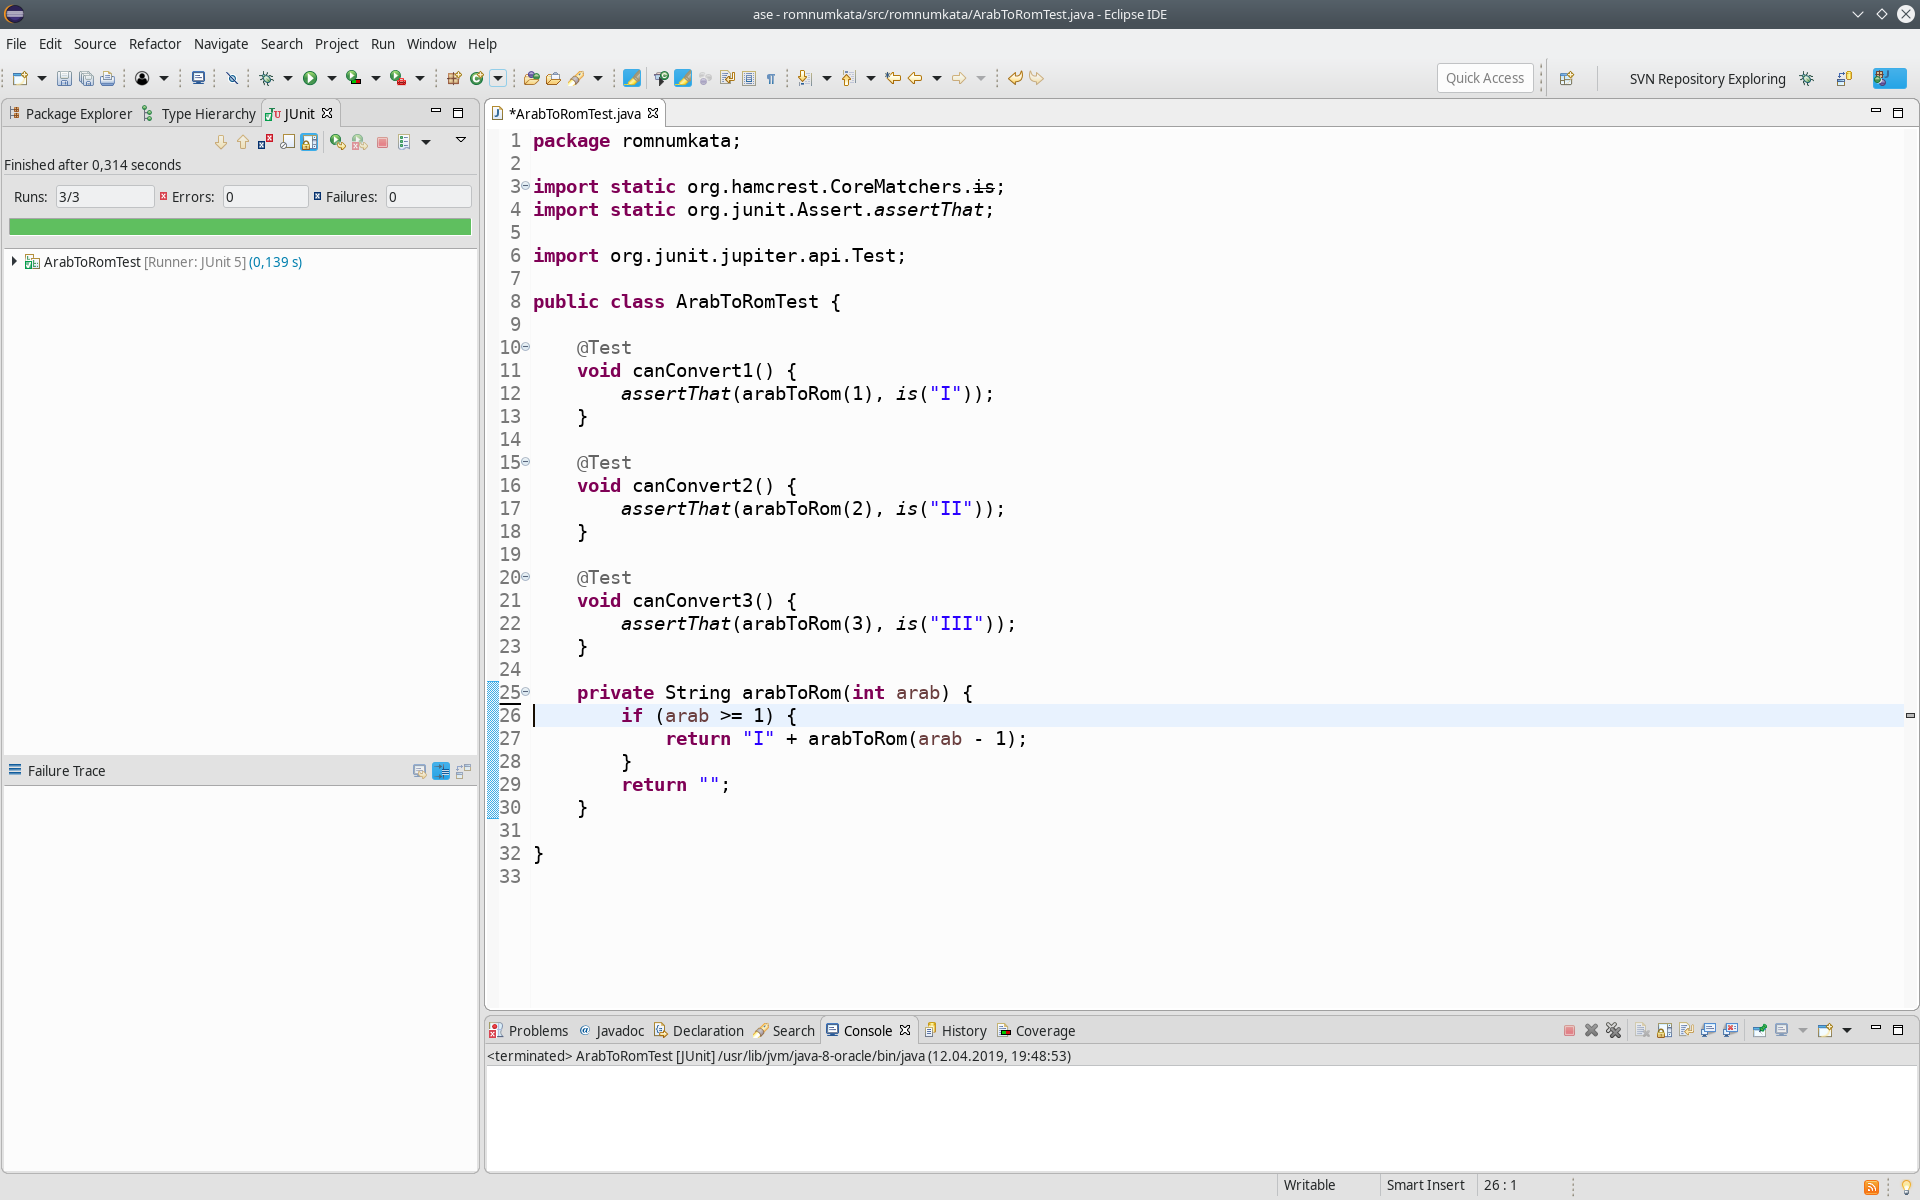 ase - romnumkata/src/romnumkata/ArabToRomTest.java - Eclipse IDE
File Edit Source Refactor Navigate Search Project Run Window Help
Quick Access
SVN Repository Exploring
Package Explorer Type Hierarchy JUnit
Finished after 0,314 seconds
Runs: 3/3 Errors: 0 Failures: 0
ArabToRomTest [Runner: JUnit 5] (0,139 s)
Failure Trace
*ArabToRomTest.java
1 package romnumkata;
2
3 import static org.hamcrest.CoreMatchers.is;
4 import static org.junit.Assert.assertThat;
5
6 import org.junit.jupiter.api.Test;
7
8 public class ArabToRomTest {
9
10     @Test
11     void canConvert1() {
12         assertThat(arabToRom(1), is("I"));
13     }
14
15     @Test
16     void canConvert2() {
17         assertThat(arabToRom(2), is("II"));
18     }
19
20     @Test
21     void canConvert3() {
22         assertThat(arabToRom(3), is("III"));
23     }
24
25     private String arabToRom(int arab) {
26         if (arab >= 1) {
27             return "I" + arabToRom(arab - 1);
28         }
29         return "";
30     }
31
32 }
33
Problems Javadoc Declaration Search Console History Coverage
<terminated> ArabToRomTest [JUnit] /usr/lib/jvm/java-8-oracle/bin/java (12.04.2019, 19:48:53)
Writable Smart Insert 26 : 1